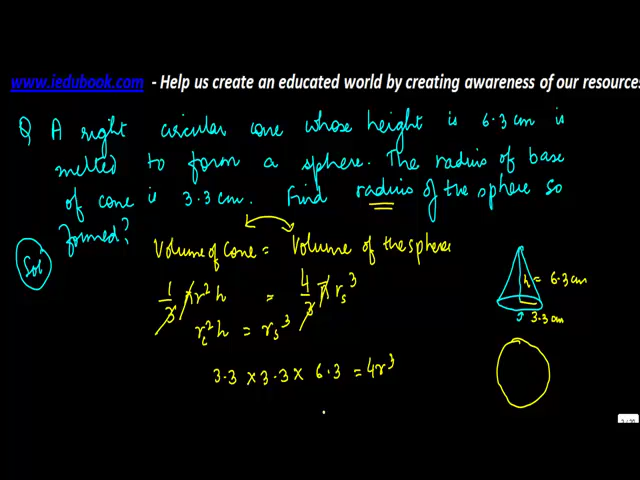 www.iedubook.com - Help us create an educated world by creating awareness of our resources
Q A right circular cone whose height is 6.3 cm is
melted to form a sphere. The radius of base
of cone is 3.3 cm. Find radius of the sphere so
formed?
Sol
Volume of cone = Volume of the sphere
1/3 πr²h = 4/3 π rs³
rc²h = rs³
3.3 × 3.3 × 6.3 = 4r³
h = 6.3 cm
3.3 cm